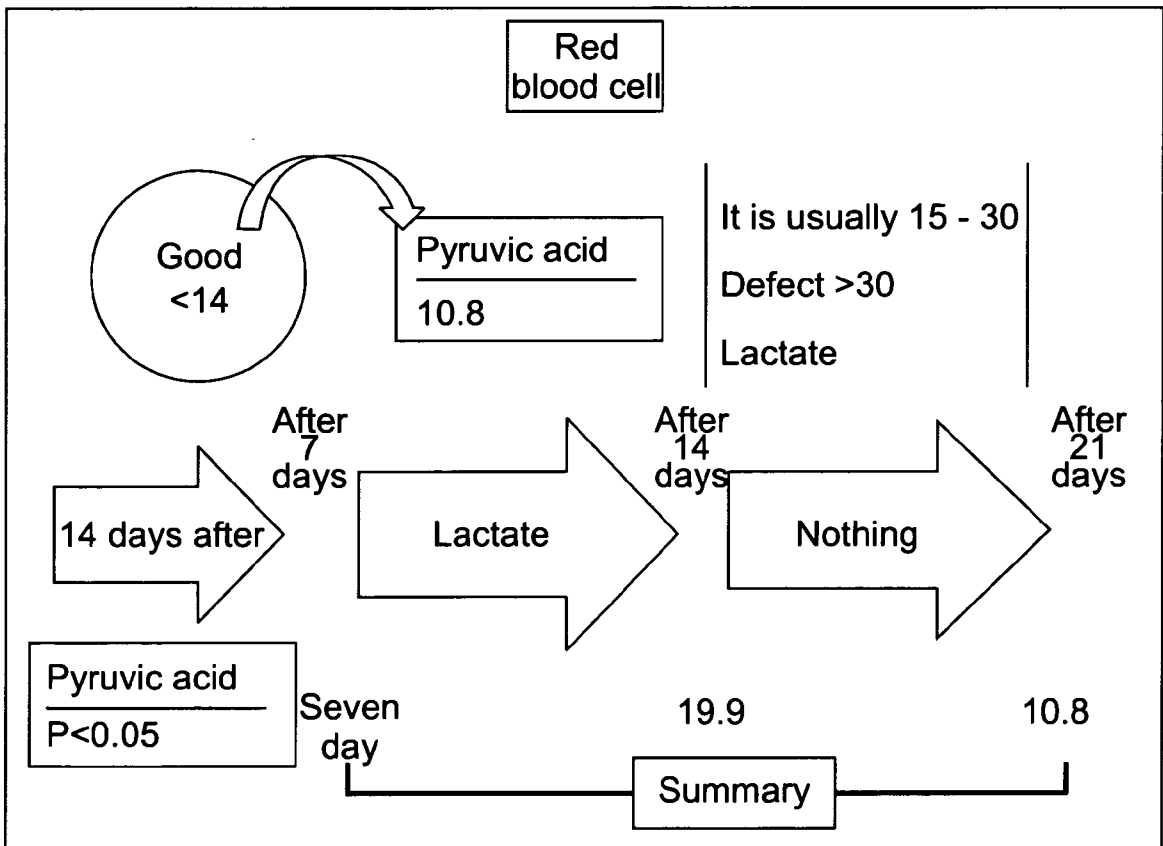 Red
blood cell
Good
<14
Pyruvic acid
10.8
It is usually 15 - 30
Defect >30
Lactate
After
7
days
After
14
days
After
21
days
14 days after
Lactate
Nothing
Pyruvic acid
P<0.05
Seven
day
19.9
10.8
Summary